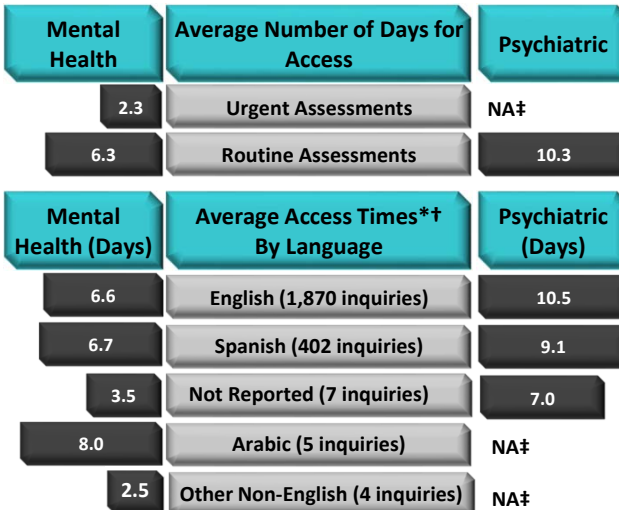 Mental
Health
Average Number of Days for
Access
Psychiatric
2.3
Urgent Assessments
NA‡
6.3
Routine Assessments
10.3
Mental
Health (Days)
Average Access Times*†
By Language
Psychiatric
(Days)
6.6
English (1,870 inquiries)
10.5
6.7
Spanish (402 inquiries)
9.1
3.5
Not Reported (7 inquiries)
7.0
8.0
Arabic (5 inquiries)
NA‡
2.5
Other Non-English (4 inquiries)
NA‡